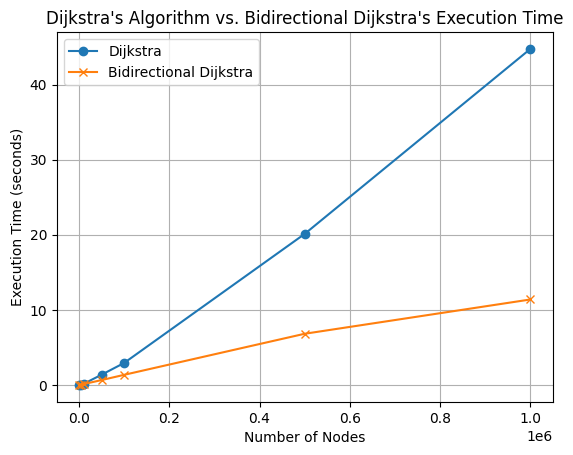 Dijkstra's Algorithm vs. Bidirectional Dijkstra's Execution Time
Dijkstra
Bidirectional Dijkstra
Execution Time (seconds)
40
30
20
10
0
0.0 0.2 0.4 0.6 0.8 1.0
1e6
Number of Nodes